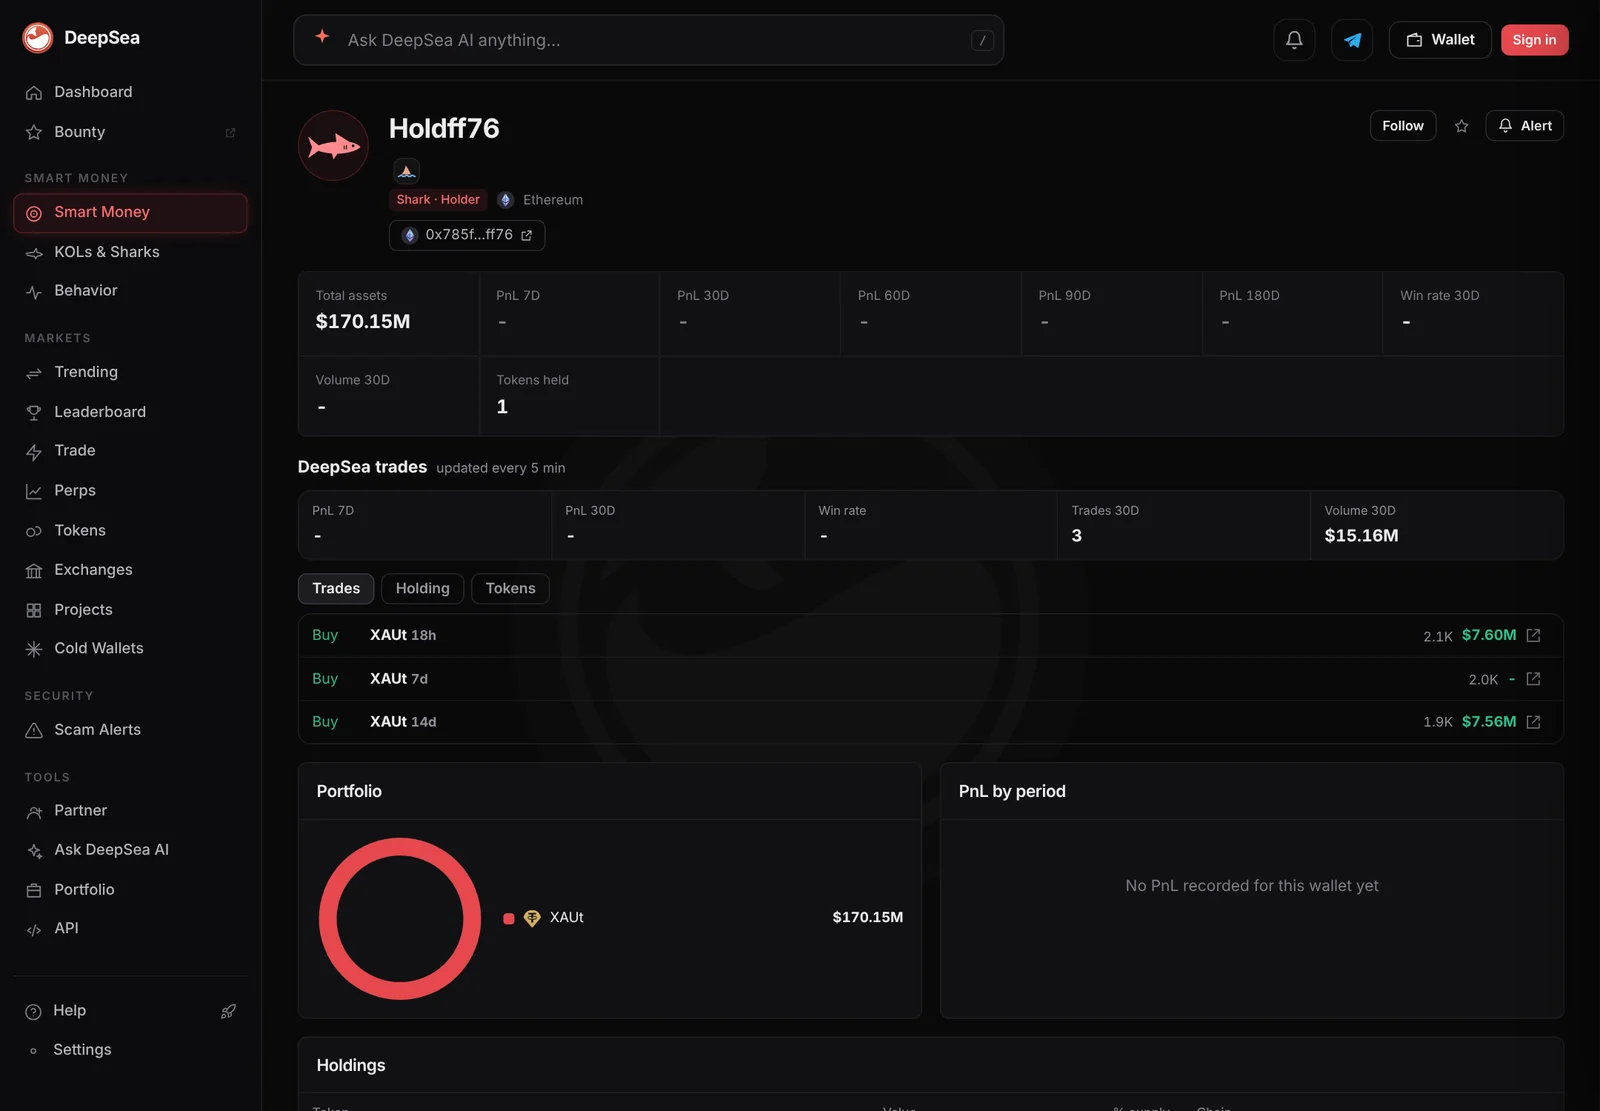 DeepSea
Ask DeepSea AI anything...
/
Wallet
Sign in
Dashboard
Bounty
SMART MONEY
Smart Money
KOLs & Sharks
Behavior
MARKETS
Trending
Leaderboard
Trade
Perps
Tokens
Exchanges
Projects
Cold Wallets
SECURITY
Scam Alerts
TOOLS
Partner
Ask DeepSea AI
Portfolio
API
Help
Settings
Holdff76
Follow
Alert
Shark · Holder
Ethereum
0x785f...ff76
Total assets
$170.15M
PnL 7D
-
PnL 30D
-
PnL 60D
-
PnL 90D
-
PnL 180D
-
Win rate 30D
-
Volume 30D
-
Tokens held
1
DeepSea trades updated every 5 min
PnL 7D
-
PnL 30D
-
Win rate
-
Trades 30D
3
Volume 30D
$15.16M
Trades
Holding
Tokens
Buy XAUt 18h 2.1K $7.60M
Buy XAUt 7d 2.0K -
Buy XAUt 14d 1.9K $7.56M
Portfolio
XAUt $170.15M
PnL by period
No PnL recorded for this wallet yet
Holdings
Token Value % supply Chain